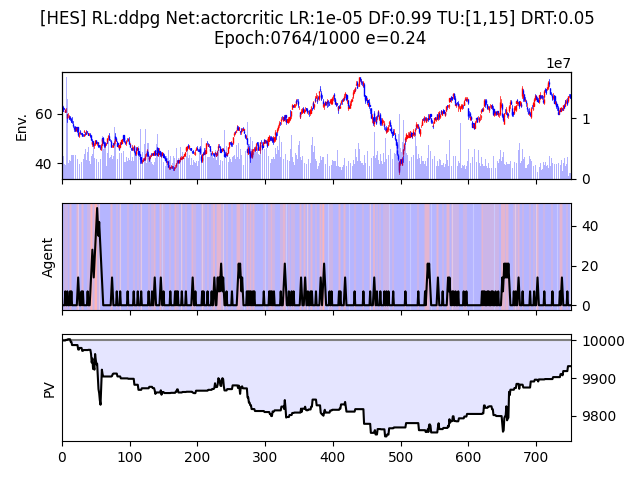 [HES] RL:ddpg Net:actorcritic LR:1e-05 DF:0.99 TU:[1,15] DRT:0.05
Epoch:0764/1000 e=0.24
1e7
Env.
60
40
1
0
Agent
40
20
0
PV
10000
9900
9800
0 100 200 300 400 500 600 700